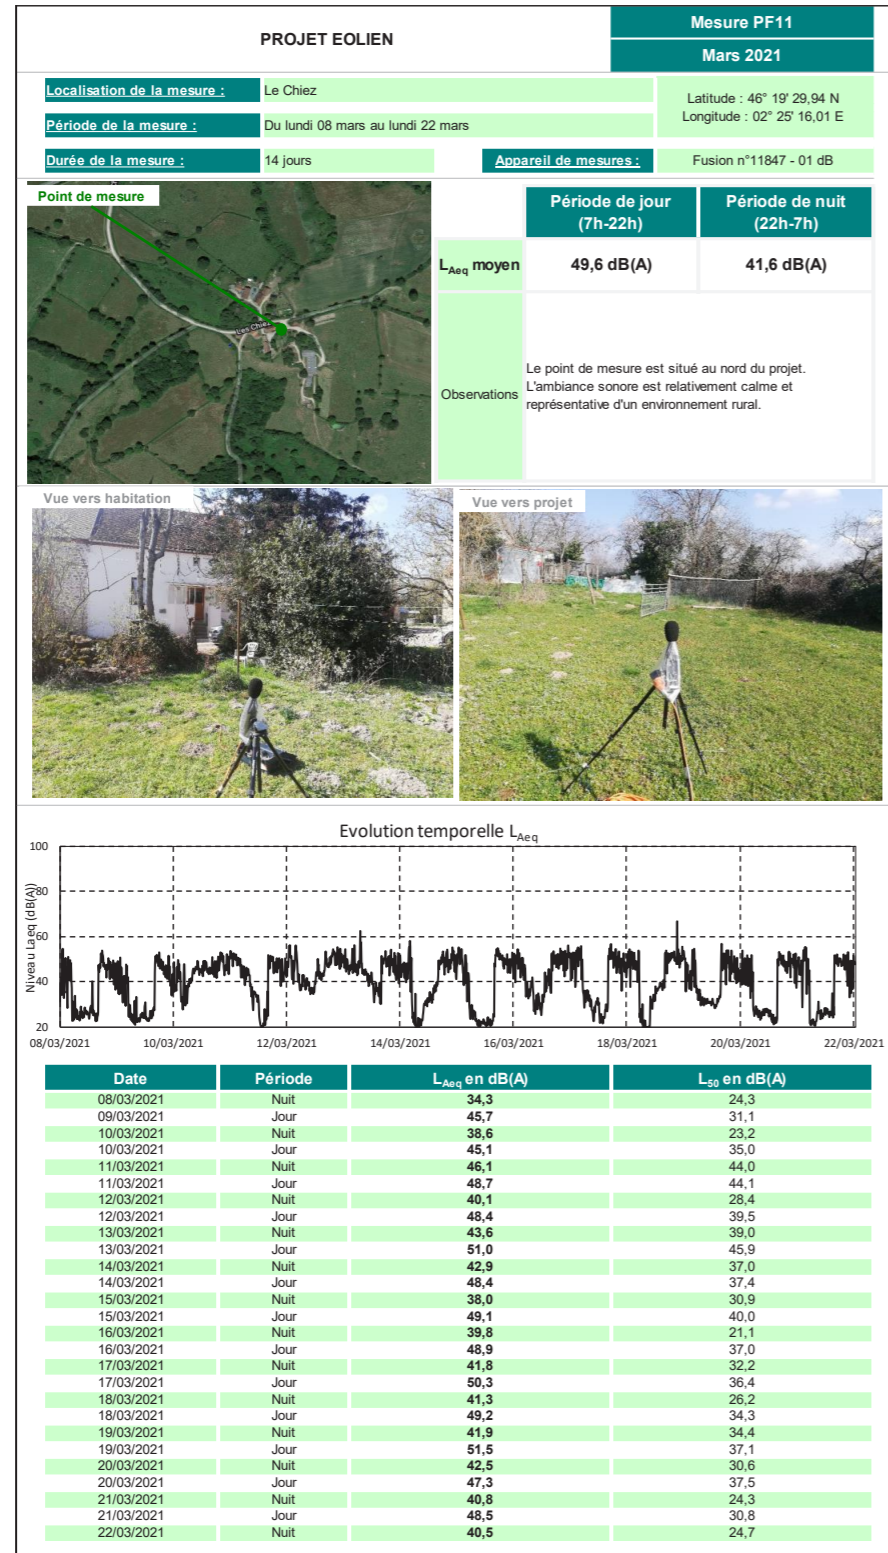 PROJET EOLIEN
Mesure PF11
Mars 2021
Localisation de la mesure :
Le Chiez
Latitude : 46° 19' 29,94 N
Longitude : 02° 25' 16,01 E
Période de la mesure :
Du lundi 08 mars au lundi 22 mars
Durée de la mesure :
14 jours
Appareil de mesures :
Fusion n°11847 - 01 dB
Point de mesure
Les Chiez
Période de jour (7h-22h)
Période de nuit (22h-7h)
LAeq moyen
49,6 dB(A)
41,6 dB(A)
Observations
Le point de mesure est situé au nord du projet.
L'ambiance sonore est relativement calme et
représentative d'un environnement rural.
Vue vers habitation
Vue vers projet
Evolution temporelle LAeq
Niveau Laeq (dB(A))
100
80
60
40
20
08/03/2021 10/03/2021 12/03/2021 14/03/2021 16/03/2021 18/03/2021 20/03/2021 22/03/2021
Date Période LAeq en dB(A) L50 en dB(A)
08/03/2021 Nuit 34,3 24,3
09/03/2021 Jour 45,7 31,1
10/03/2021 Nuit 38,6 23,2
10/03/2021 Jour 45,1 35,0
11/03/2021 Nuit 46,1 44,0
11/03/2021 Jour 48,7 44,1
12/03/2021 Nuit 40,1 28,4
12/03/2021 Jour 48,4 39,5
13/03/2021 Nuit 43,6 39,0
13/03/2021 Jour 51,0 45,9
14/03/2021 Nuit 42,9 37,0
14/03/2021 Jour 48,4 37,4
15/03/2021 Nuit 38,0 30,9
15/03/2021 Jour 49,1 40,0
16/03/2021 Nuit 39,8 21,1
16/03/2021 Jour 48,9 37,0
17/03/2021 Nuit 41,8 32,2
17/03/2021 Jour 50,3 36,4
18/03/2021 Nuit 41,3 26,2
18/03/2021 Jour 49,2 34,3
19/03/2021 Nuit 41,9 34,4
19/03/2021 Jour 51,5 37,1
20/03/2021 Nuit 42,5 30,6
20/03/2021 Jour 47,3 37,5
21/03/2021 Nuit 40,8 24,3
21/03/2021 Jour 48,5 30,8
22/03/2021 Nuit 40,5 24,7